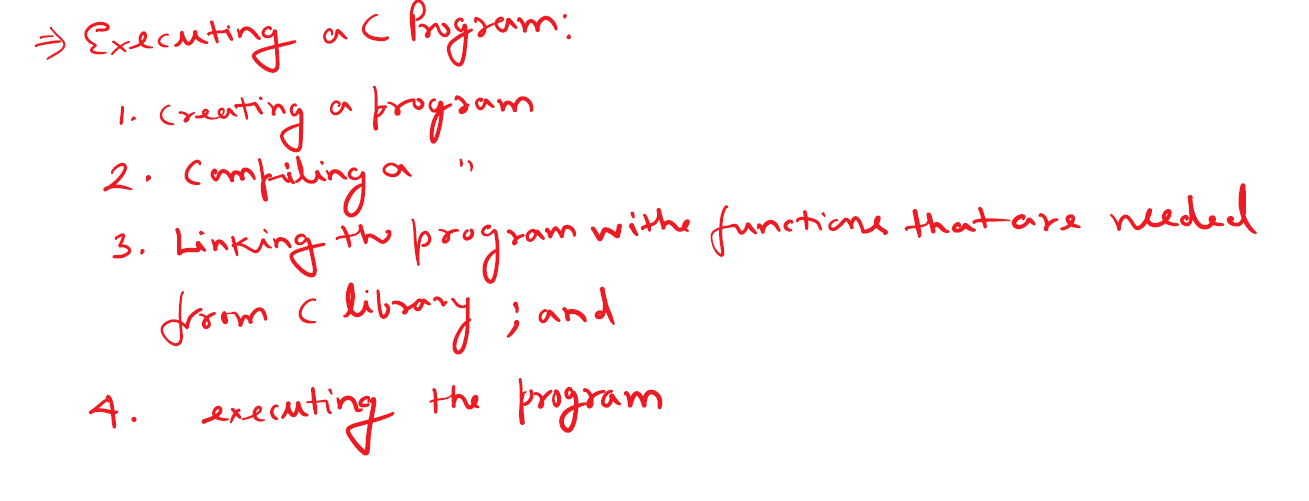 ⇒ Executing a C Program:
1. Creating a program
2. Compiling a "
3. Linking the program withe functions that are needed
from C library ; and
4. executing the program